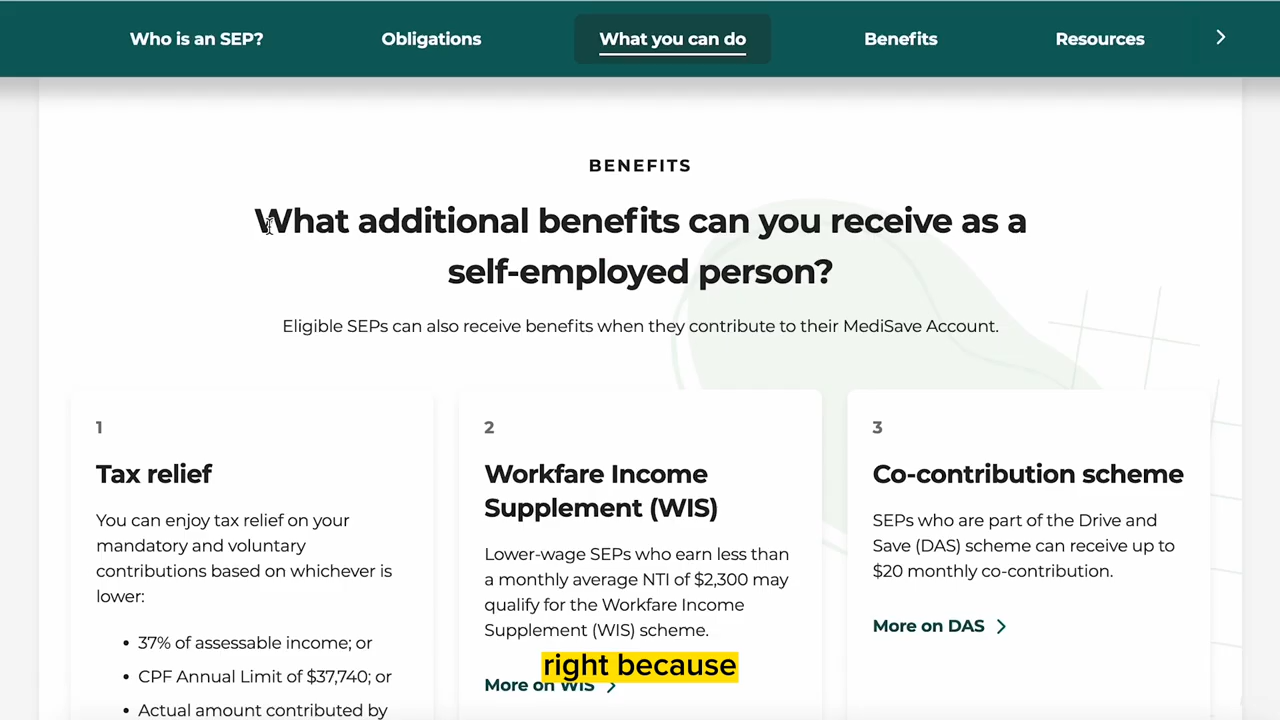 Who is an SEP?
Obligations
What you can do
Benefits
Resources
BENEFITS
What additional benefits can you receive as a
self-employed person?
Eligible SEPs can also receive benefits when they contribute to their MediSave Account.
1
Tax relief
You can enjoy tax relief on your
mandatory and voluntary
contributions based on whichever is
lower:
• 37% of assessable income; or
• CPF Annual Limit of $37,740; or
• Actual amount contributed by
2
Workfare Income
Supplement (WIS)
Lower-wage SEPs who earn less than
a monthly average NTI of $2,300 may
qualify for the Workfare Income
Supplement (WIS) scheme.
More on WIS
3
Co-contribution scheme
SEPs who are part of the Drive and
Save (DAS) scheme can receive up to
$20 monthly co-contribution.
More on DAS
right because